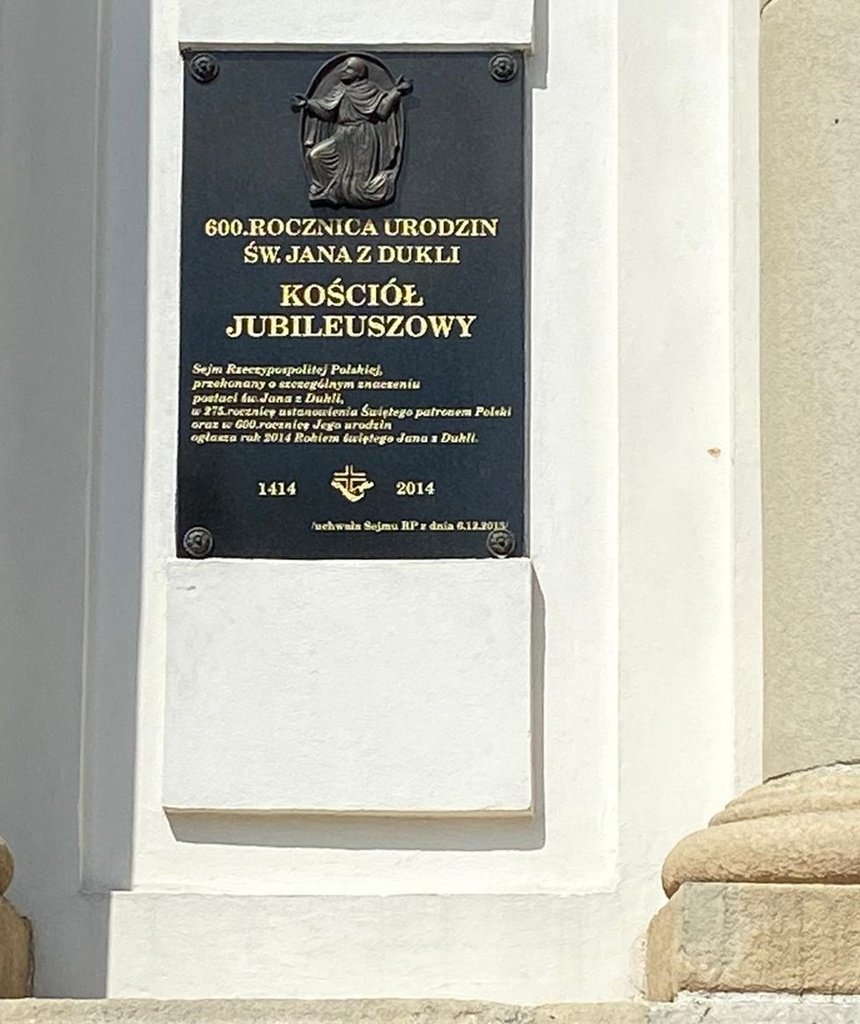 600.ROCZNICA URODZIN
ŚW. JANA Z DUKLI
KOŚCIÓŁ
JUBILEUSZOWY
Sejm Rzeczypospolitej Polskiej,
przekonany o szczególnym znaczeniu
postaci św. Jana z Dukli,
w 275.rocznicę ustanowienia Świętego patronem Polski
oraz w 600.rocznicę Jego urodzin
ogłasza rok 2014 Rokiem świętego Jana z Dukli.
1414 2014
/uchwała Sejmu RP z dnia 6.12.2013/